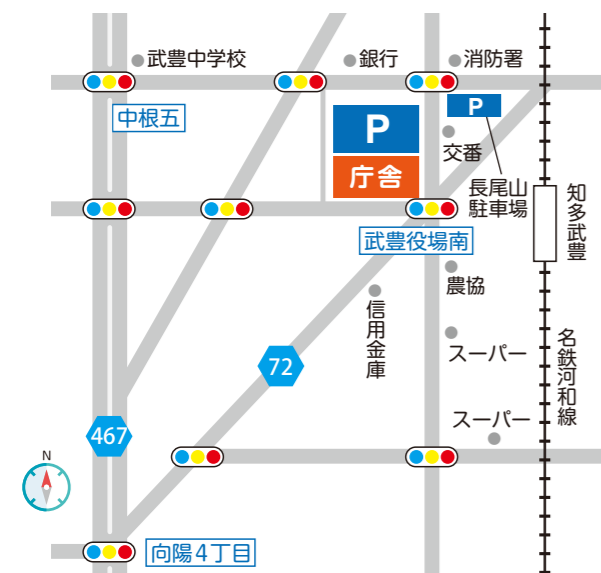 武豊中学校
銀行
消防署
中根五
P
P
交番
庁舎
長尾山
駐車場
知多武豊
武豊役場南
農協
信用金庫
スーパー
名鉄河和線
72
スーパー
467
N
向陽4丁目